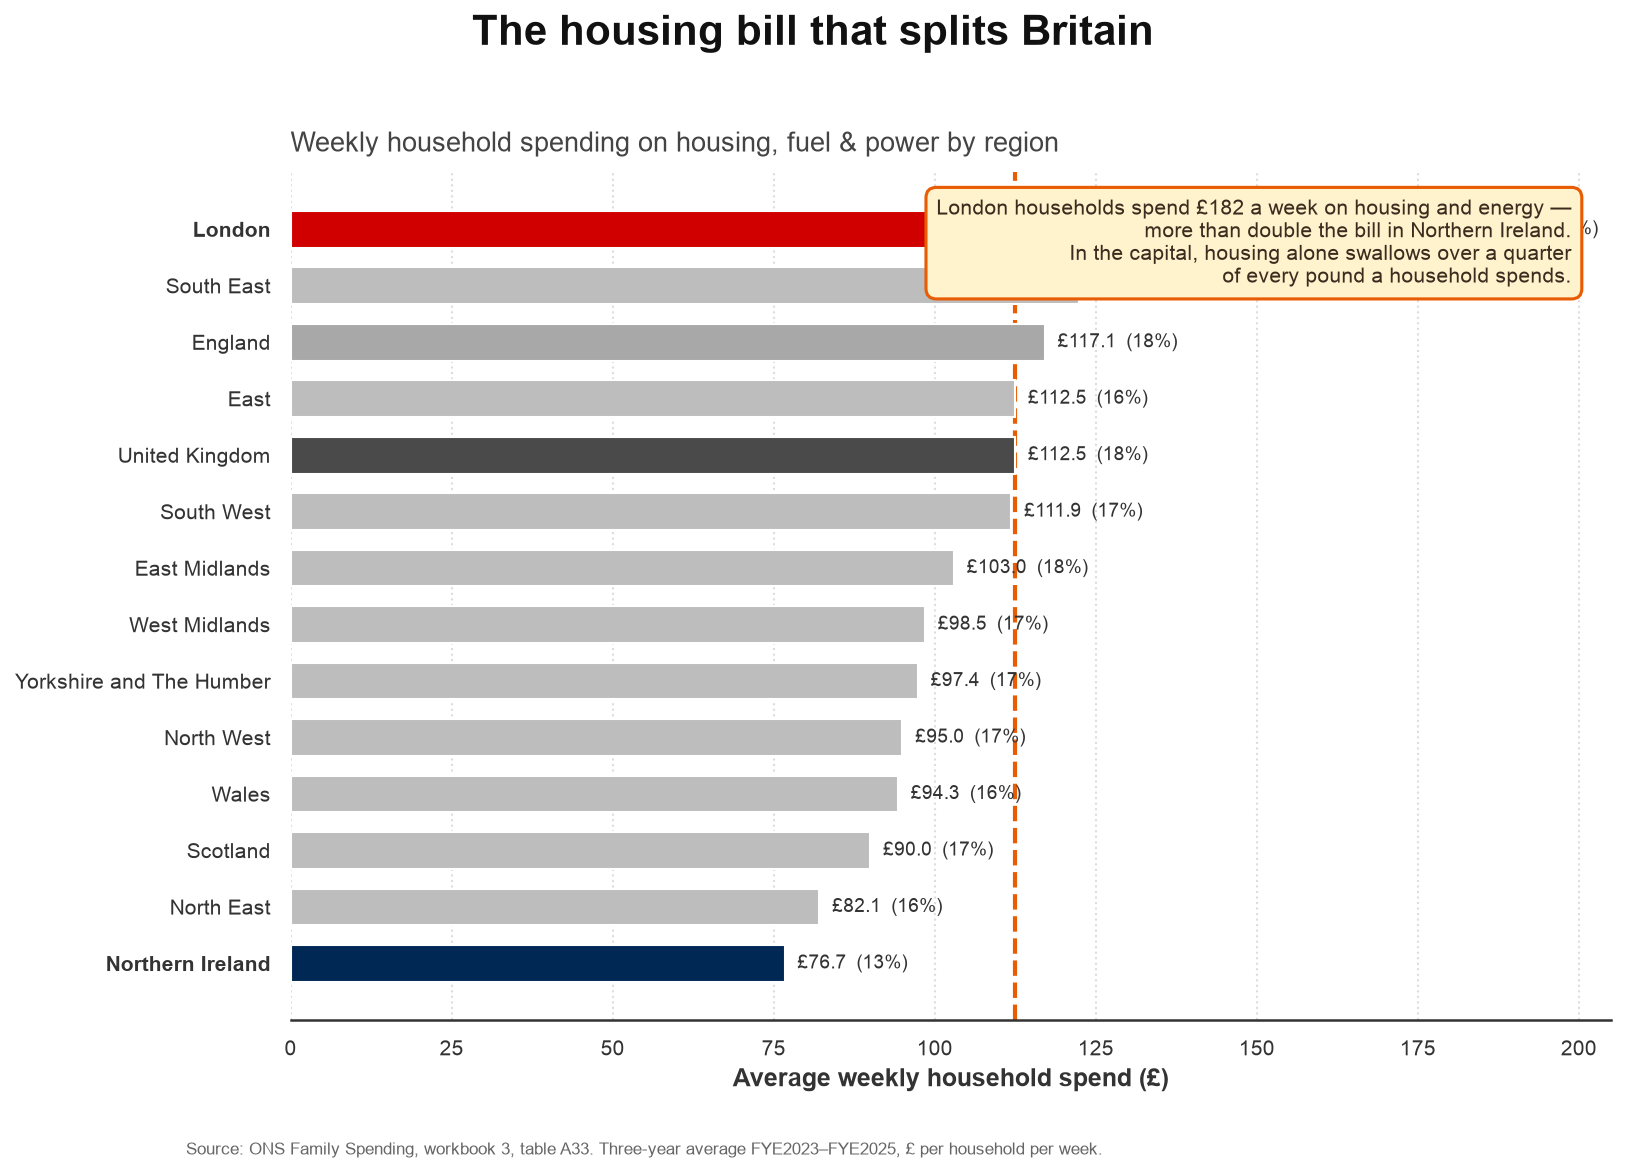 The housing bill that splits Britain
Weekly household spending on housing, fuel & power by region
London households spend £182 a week on housing and energy —
more than double the bill in Northern Ireland.
In the capital, housing alone swallows over a quarter
of every pound a household spends.
London %)
South East
England £117.1 (18%)
East £112.5 (16%)
United Kingdom £112.5 (18%)
South West £111.9 (17%)
East Midlands £103.0 (18%)
West Midlands £98.5 (17%)
Yorkshire and The Humber £97.4 (17%)
North West £95.0 (17%)
Wales £94.3 (16%)
Scotland £90.0 (17%)
North East £82.1 (16%)
Northern Ireland £76.7 (13%)
0 25 50 75 100 125 150 175 200
Average weekly household spend (£)
Source: ONS Family Spending, workbook 3, table A33. Three-year average FYE2023–FYE2025, £ per household per week.